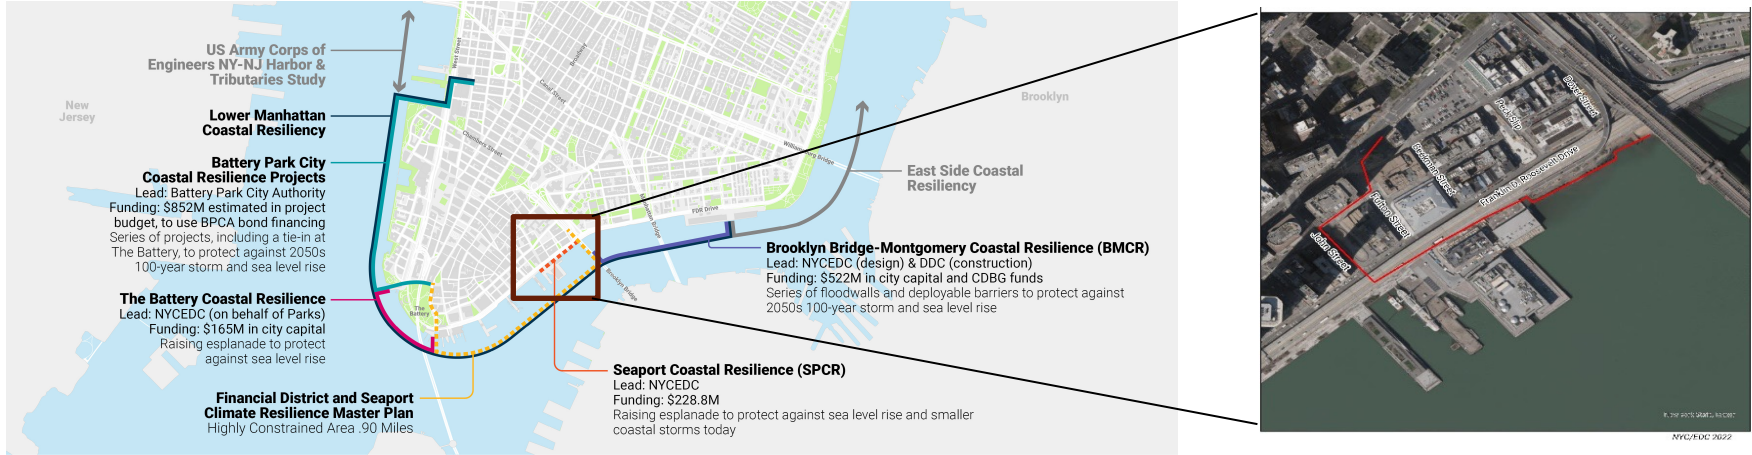 US Army Corps of
Engineers NY-NJ Harbor &
Tributaries Study
New
Jersey
Lower Manhattan
Coastal Resiliency
Battery Park City
Coastal Resilience Projects
Lead: Battery Park City Authority
Funding: $852M estimated in project
budget, to use BPCA bond financing
Series of projects, including a tie-in at
The Battery, to protect against 2050s
100-year storm and sea level rise
The Battery Coastal Resilience
Lead: NYCEDC (on behalf of Parks)
Funding: $165M in city capital
Raising esplanade to protect
against sea level rise
Financial District and Seaport
Climate Resilience Master Plan
Highly Constrained Area .90 Miles
West Street
Broadway
Canal Street
Chambers Street
Williamsburg Bridge
Manhattan Bridge
FDR Drive
Brooklyn Bridge
The
Battery
Brooklyn
East Side Coastal
Resiliency
Brooklyn Bridge-Montgomery Coastal Resilience (BMCR)
Lead: NYCEDC (design) & DDC (construction)
Funding: $522M in city capital and CDBG funds
Series of floodwalls and deployable barriers to protect against
2050s 100-year storm and sea level rise
Seaport Coastal Resilience (SPCR)
Lead: NYCEDC
Funding: $228.8M
Raising esplanade to protect against sea level rise and smaller
coastal storms today
Dover Street
Peck Slip
Beekman Street
Franklin D. Roosevelt Drive
Fulton Street
John Street
NYC/EDC 2022